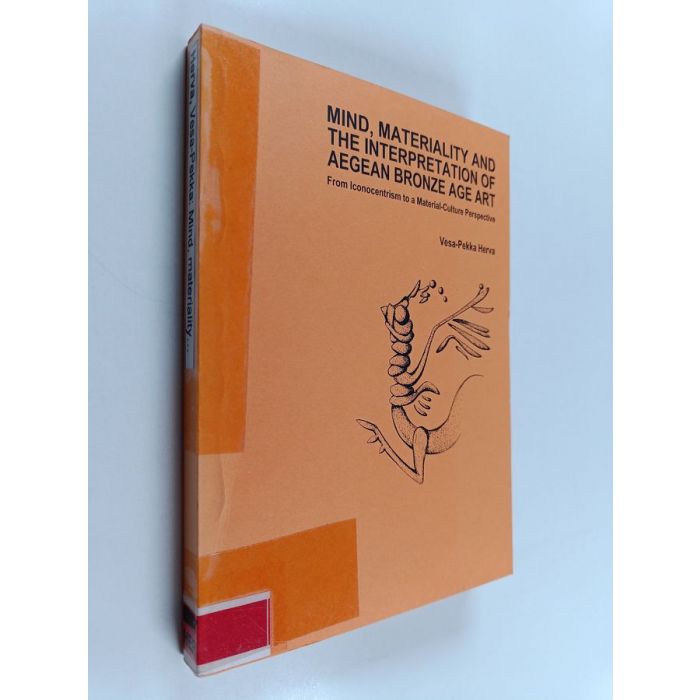 MIND, MATERIALITY AND
THE INTERPRETATION OF
AEGEAN BRONZE AGE ART
From Iconocentrism to a Material-Culture Perspective
Vesa-Pekka Herva
Herva, Vesa-Pekka: Mind, materiality...